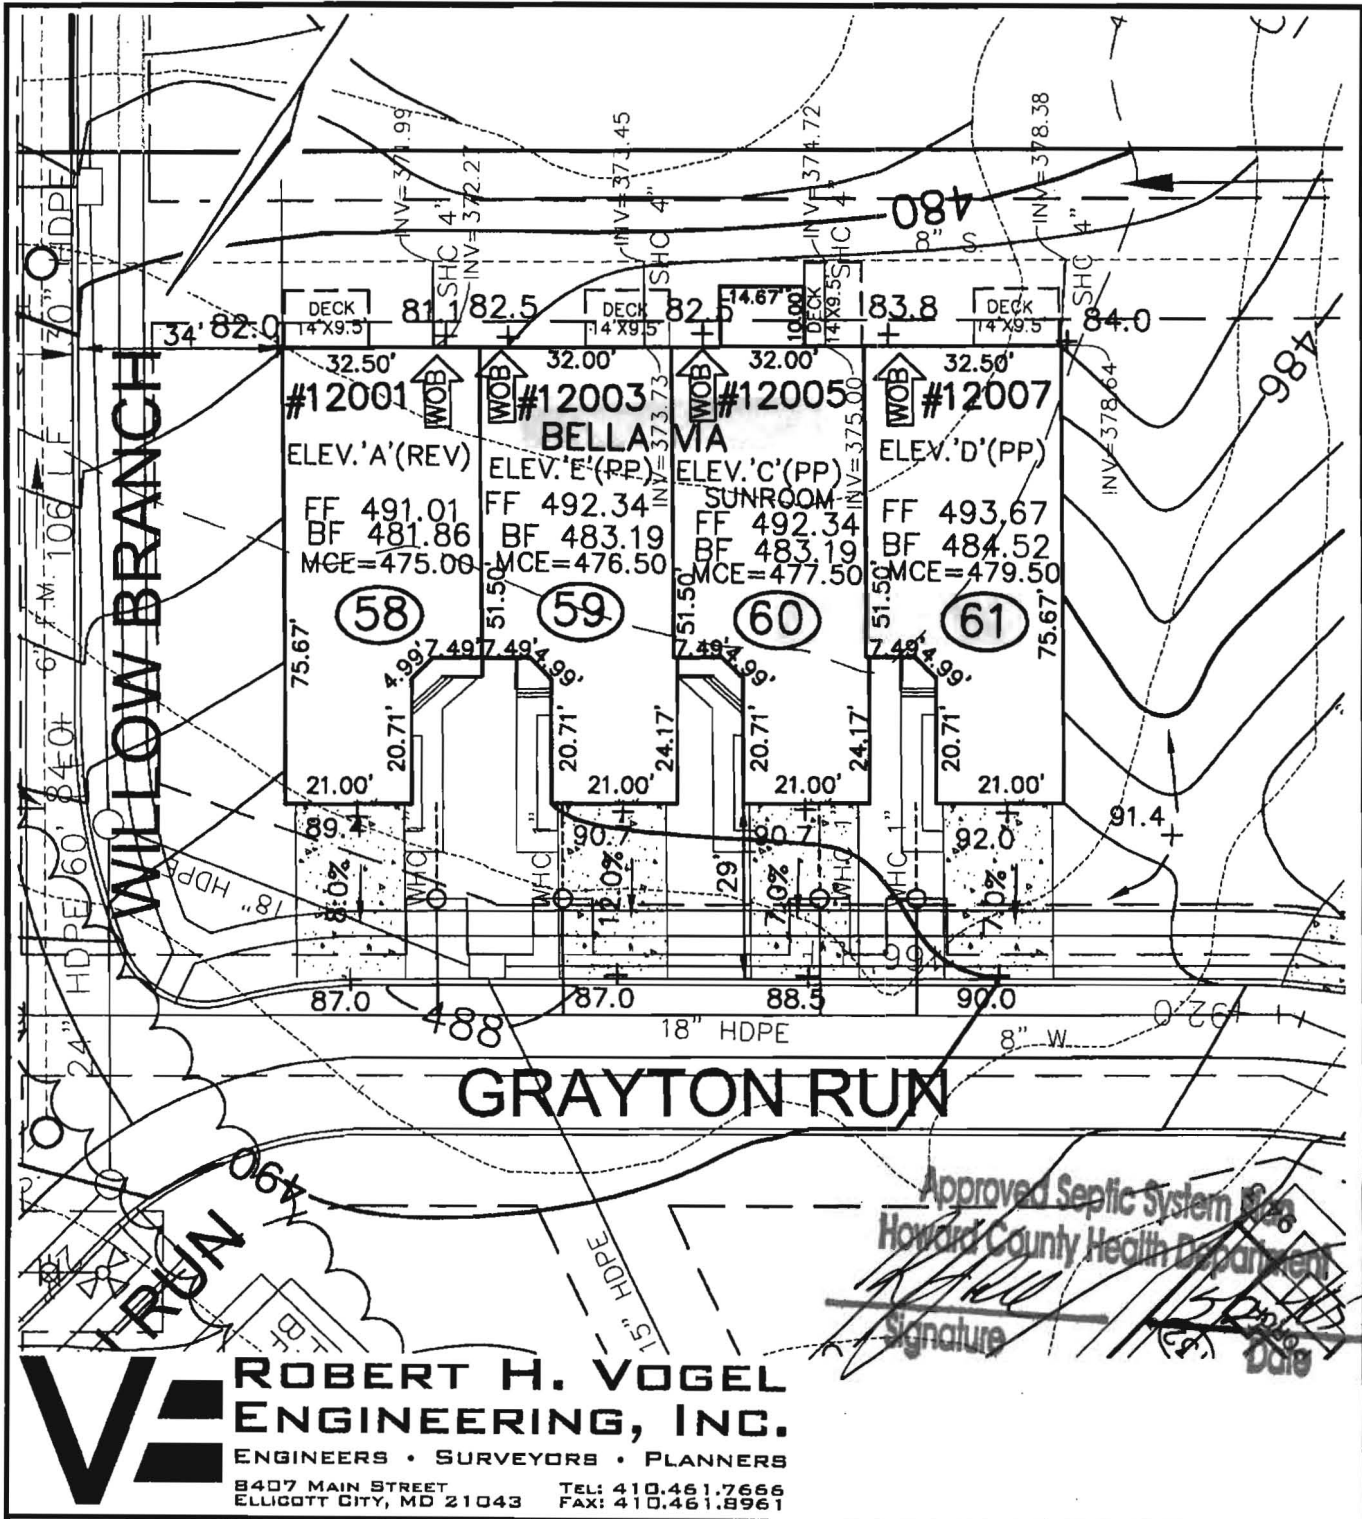 480
486
INV=371.99
INV=372.27
INV=373.45
INV=374.72
INV=378.38
SHC 4"
SHC 4"
SHC 4"
SHC 4"
8" S
30" HDPE
34'
82.0
81.1
82.5
82.5
83.8
84.0
DECK
14'X9.5'
DECK
14'X9.5'
14.67'
10.00
DECK
14'X9.5'
DECK
14'X9.5'
32.50'
32.00'
32.00'
32.50'
WOB
WOB
WOB
WOB
#12001
#12003
#12005
#12007
BELLA VIA
INV=373.73
INV=375.00
INV=378.64
ELEV.'A'(REV)
ELEV.'E'(PP)
ELEV.'C'(PP)
SUNROOM
ELEV.'D'(PP)
FF 491.01
BF 481.86
MCE=475.00
FF 492.34
BF 483.19
MCE=476.50
FF 492.34
BF 483.19
MCE=477.50
FF 493.67
BF 484.52
MCE=479.50
58
59
60
61
75.67'
51.50'
51.50'
51.50'
75.67'
4.99'
7.49'
7.49'
4.99'
7.49'
4.99'
7.49'
4.99'
20.71'
20.71'
24.17'
20.71'
24.17'
20.71'
21.00'
21.00'
21.00'
21.00'
WILLOW BRANCH
6" F.M. 106 LF
18" HDPE
24" HDPE
89.4
90.7
90.7
92.0
91.4
8.0%
12.0%
7.0%
7.0%
WHC 1"
WHC 1"
WHC 1"
29'
87.0
87.0
88.5
90.0
488
18" HDPE
8" W
492.0
GRAYTON RUN
490
15" HDPE
RUN
Approved Septic System Plan
Howard County Health Department
Signature
Date
ROBERT H. VOGEL
ENGINEERING, INC.
ENGINEERS • SURVEYORS • PLANNERS
8407 MAIN STREET TEL: 410.461.7666
ELLICOTT CITY, MD 21043 FAX: 410.461.8961